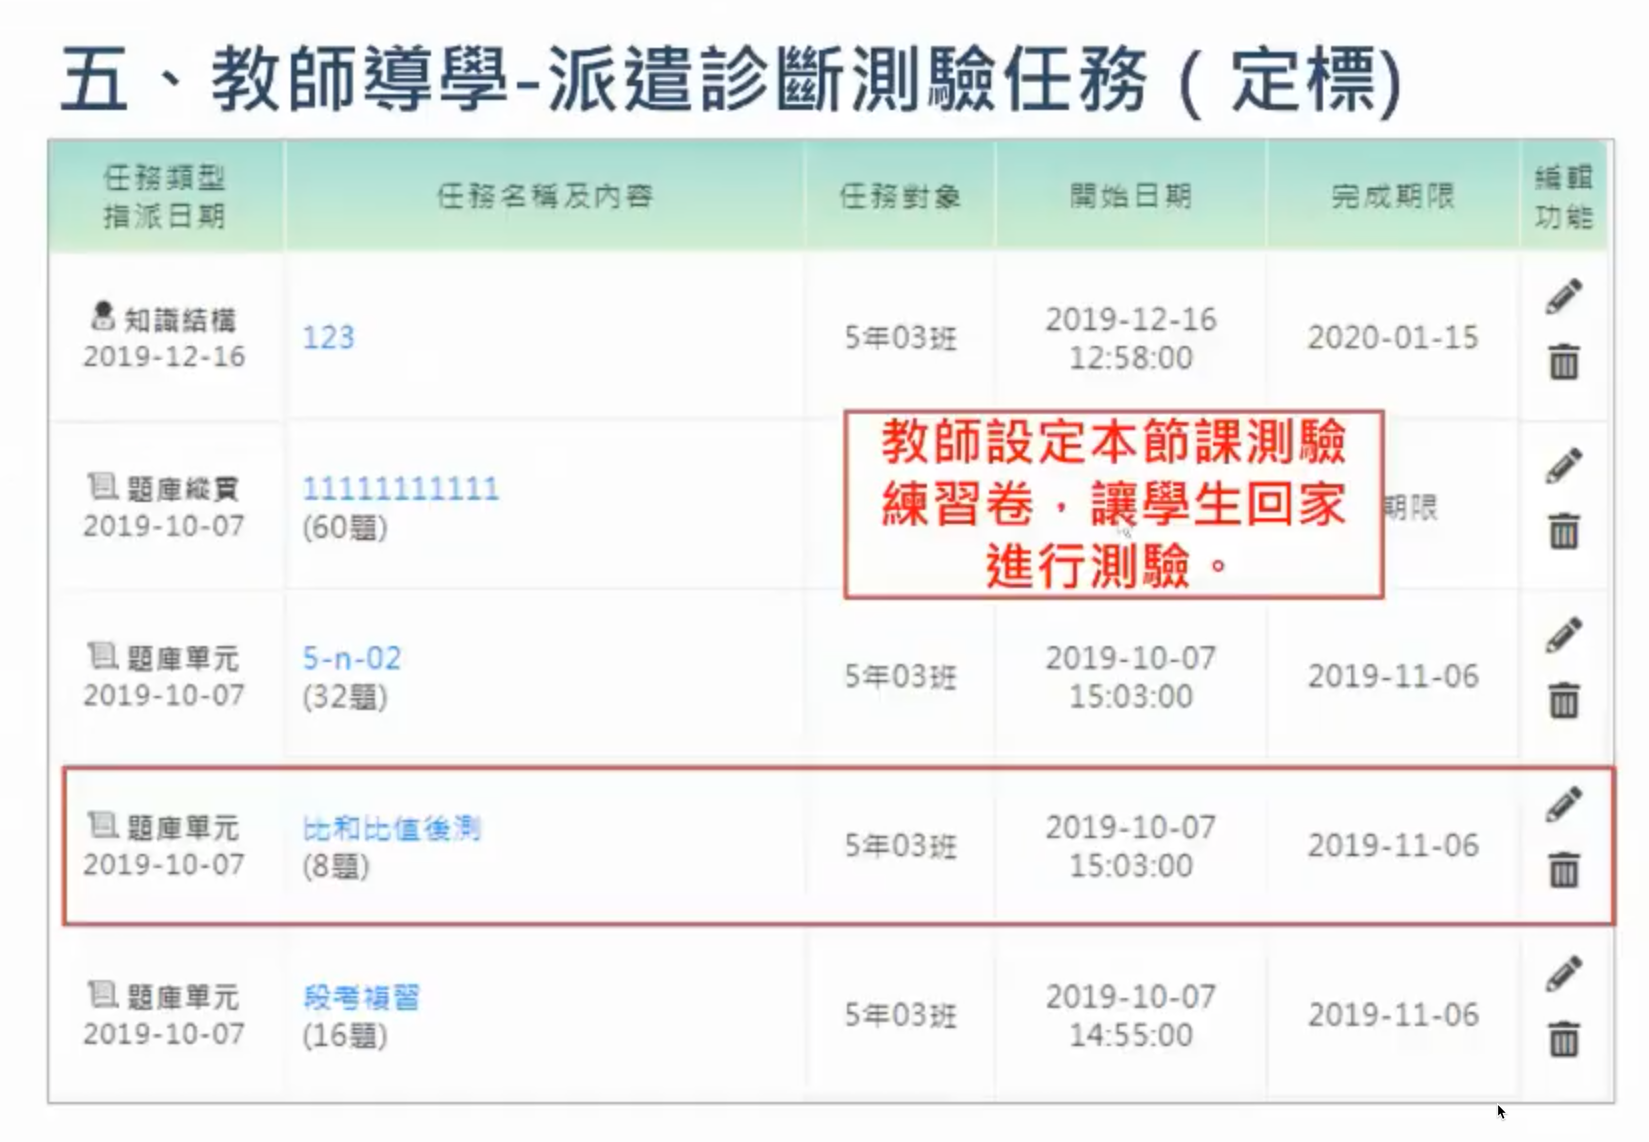 五、教師導學-派遣診斷測驗任務(定標)
任務類型
指派日期
任務名稱及內容
任務對象
開始日期
完成期限
編輯
功能
知識結構
2019-12-16
123
5年03班
2019-12-16
12:58:00
2020-01-15
題庫縱貫
2019-10-07
11111111111
(60題)
教師設定本節課測驗
練習卷,讓學生回家
進行測驗。
期限
題庫單元
2019-10-07
5-n-02
(32題)
5年03班
2019-10-07
15:03:00
2019-11-06
題庫單元
2019-10-07
比和比值後測
(8題)
5年03班
2019-10-07
15:03:00
2019-11-06
題庫單元
2019-10-07
段考複習
(16題)
5年03班
2019-10-07
14:55:00
2019-11-06